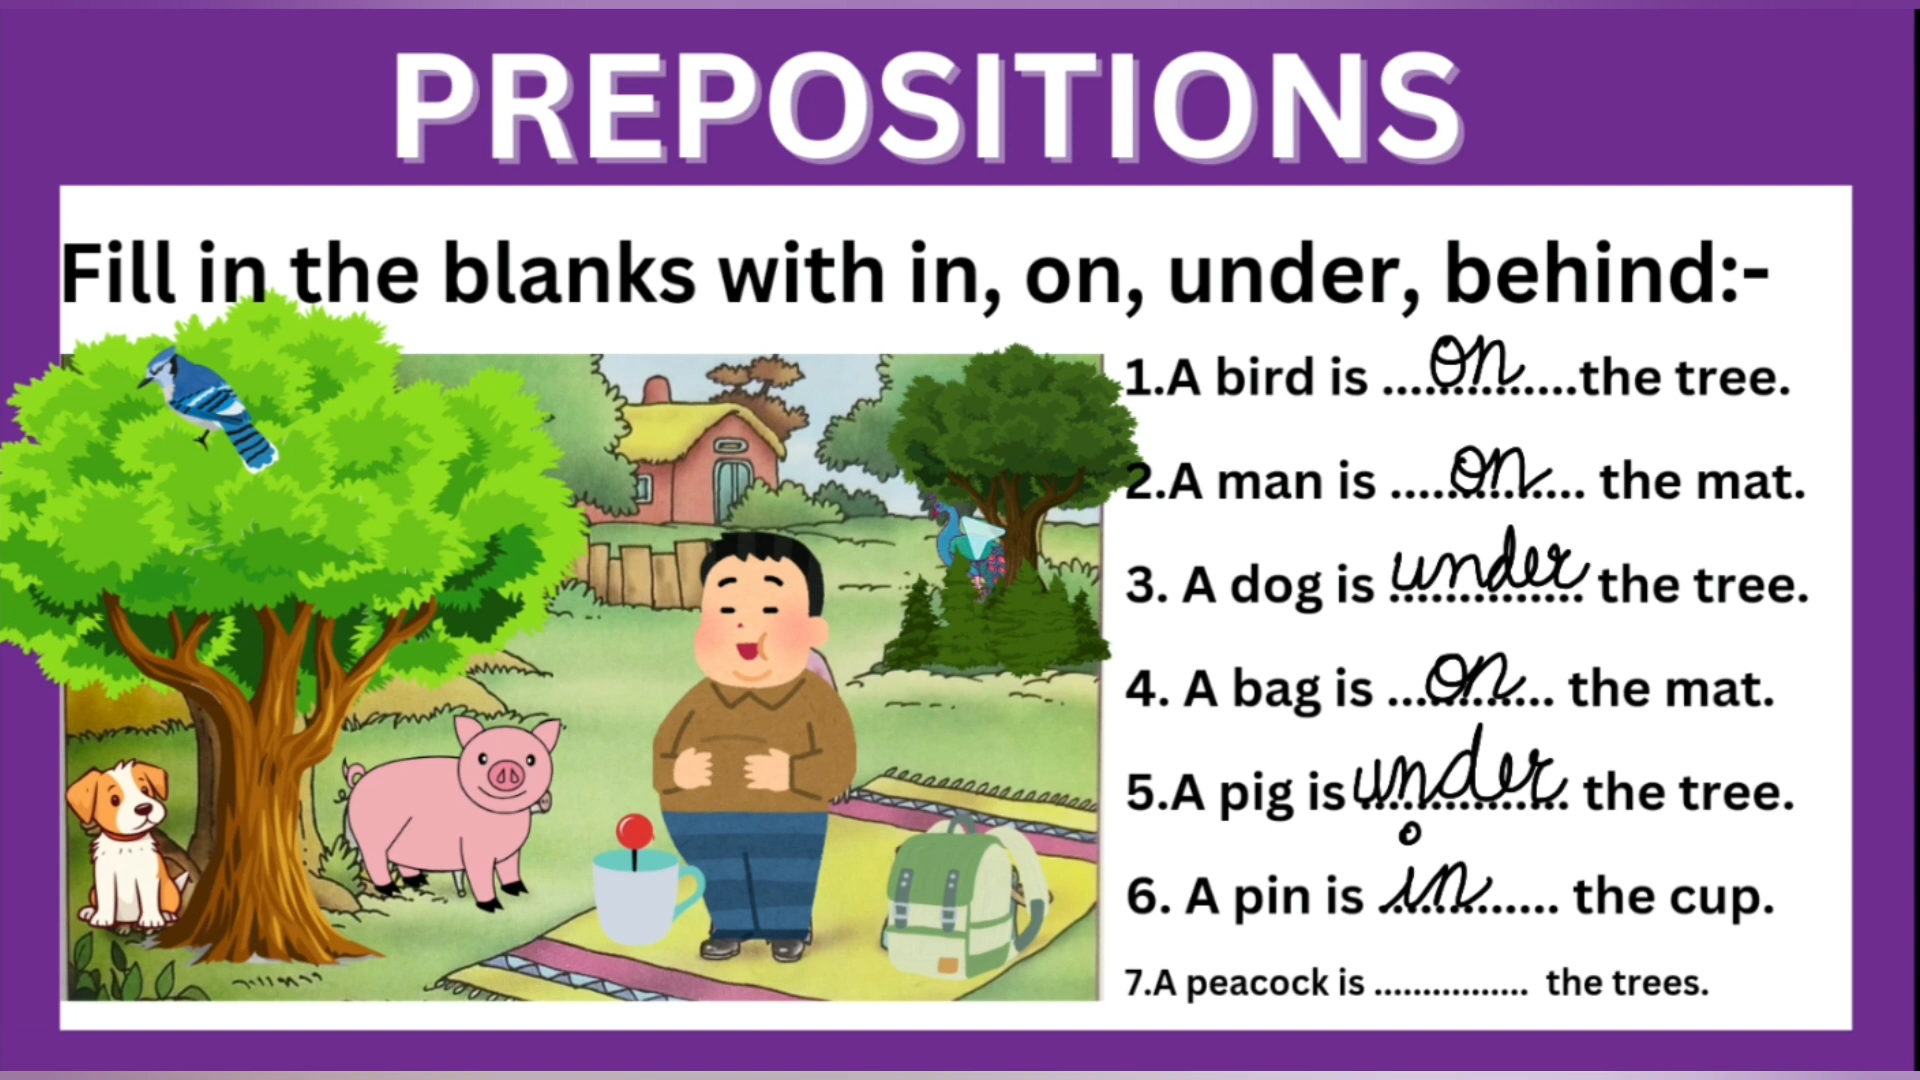 PREPOSITIONS
Fill in the blanks with in, on, under, behind:-
1.A bird is ....on....the tree.
2.A man is ....on.... the mat.
3. A dog is under the tree.
4. A bag is ...on... the mat.
5.A pig is under the tree.
6. A pin is in...... the cup.
7.A peacock is ................ the trees.